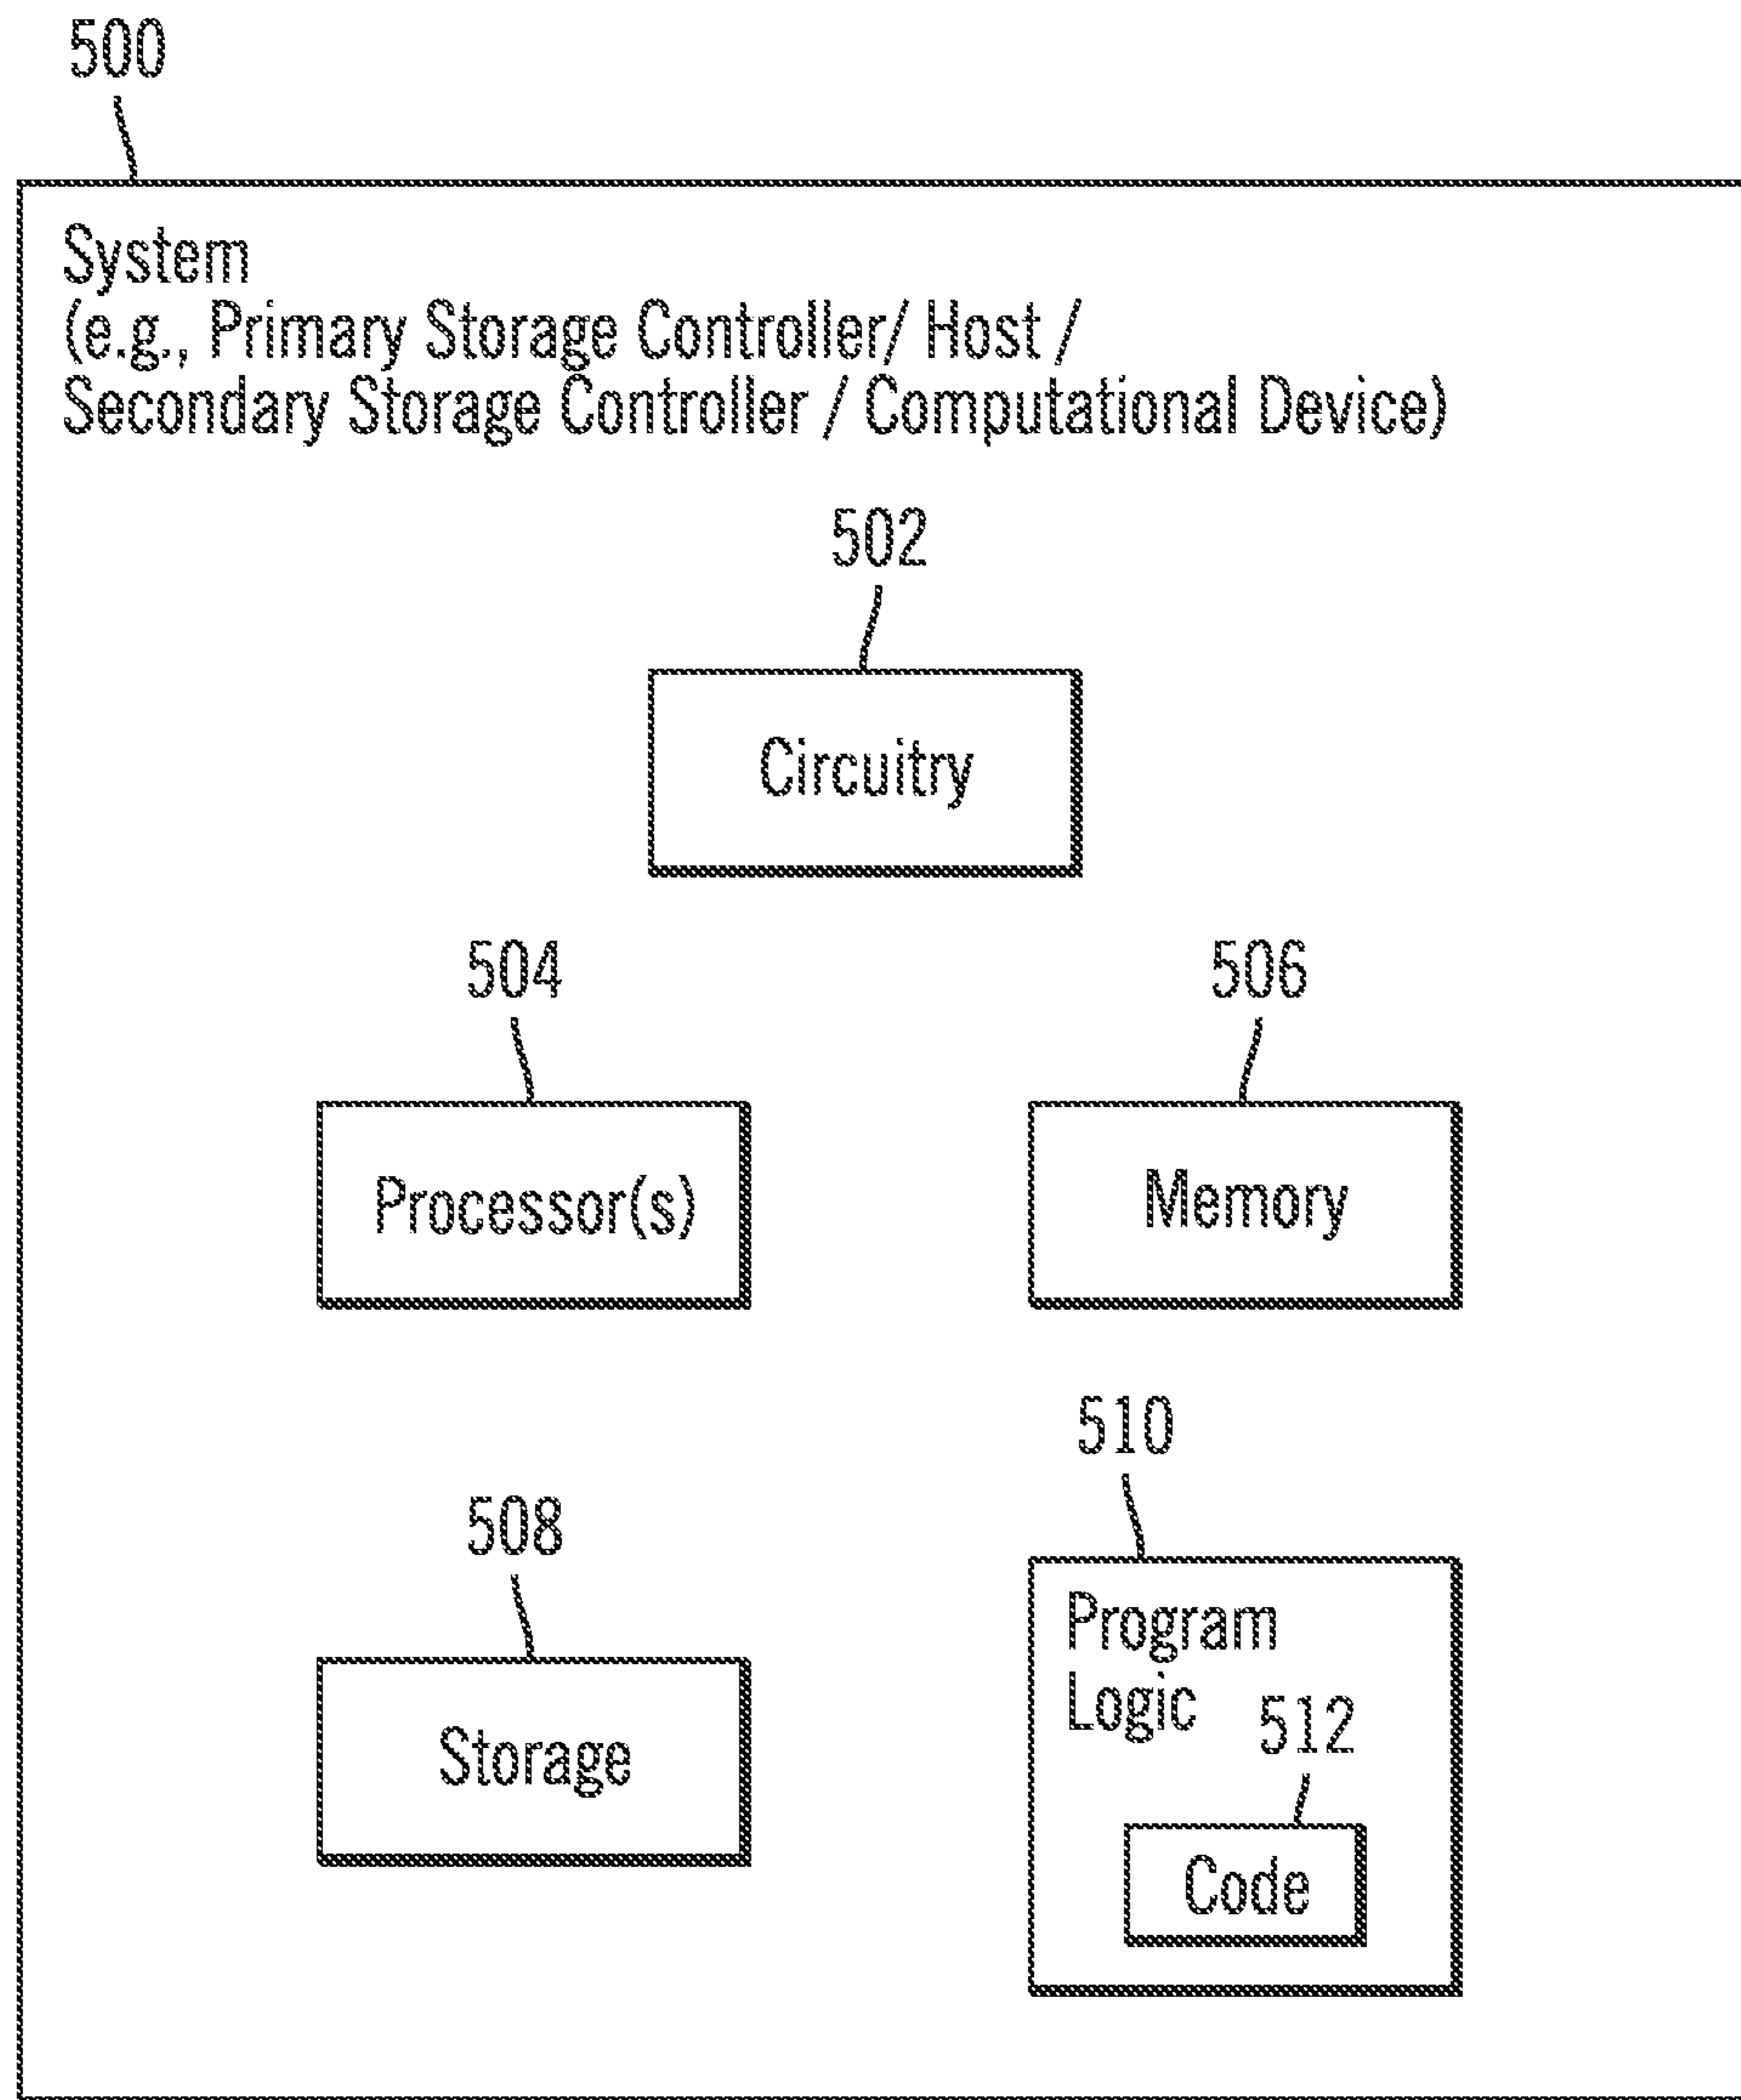 500
System
(e.g., Primary Storage Controller/ Host /
Secondary Storage Controller / Computational Device)
502
Circuitry
504
506
Processor(s)
Memory
510
508
Program
Logic
512
Storage
Code